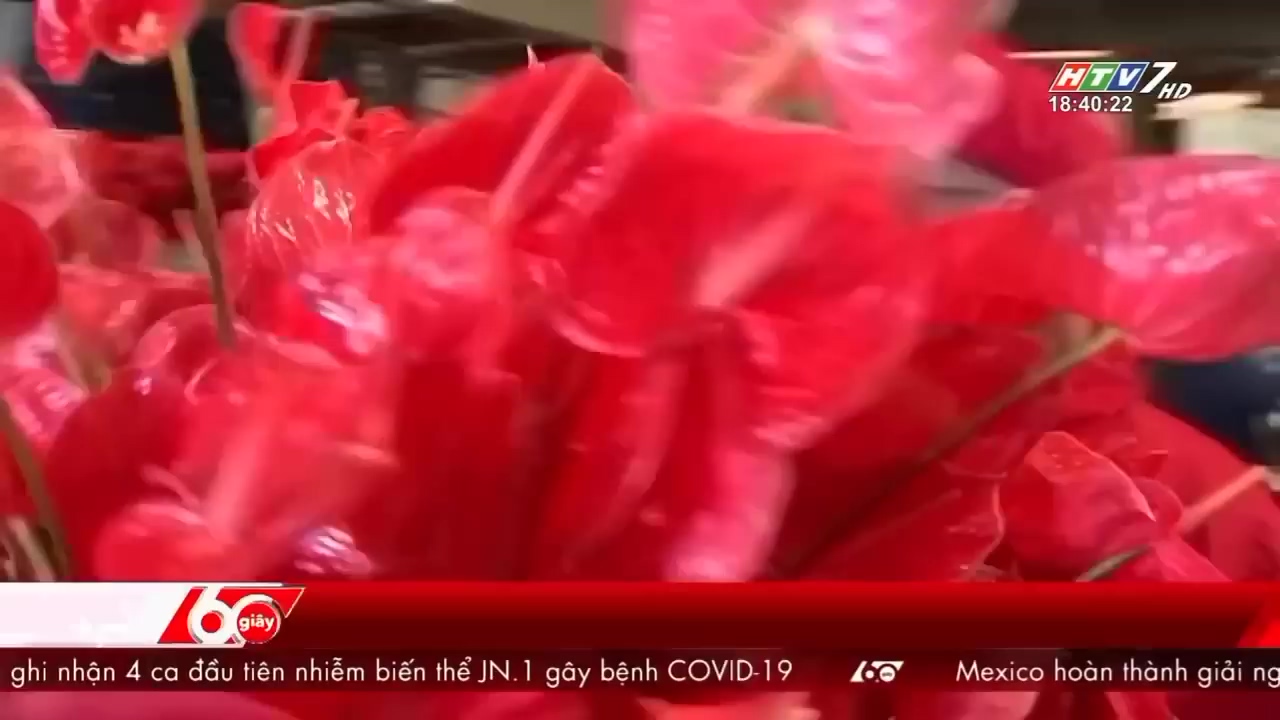 HTV7 HD
18:40:22
60 giây
ghi nhận 4 ca đầu tiên nhiễm biến thể JN.1 gây bệnh COVID-19 60 Mexico hoàn thành giải